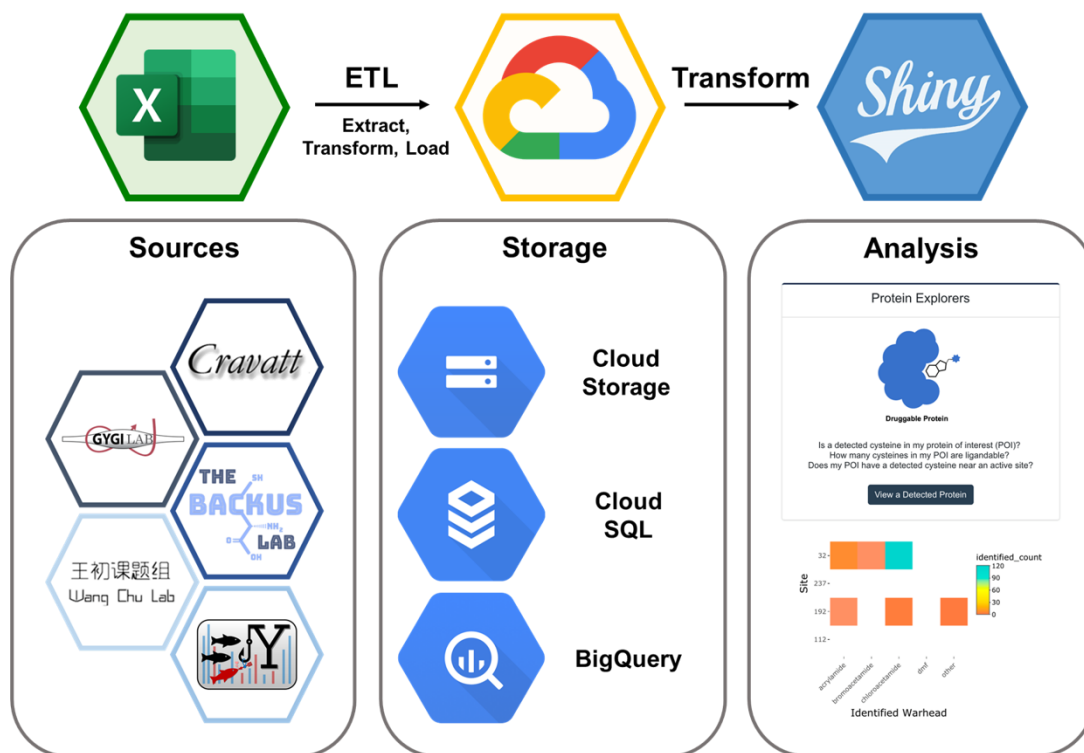 X
ETL
Extract,
Transform, Load
Transform
Shiny
Sources
Cravatt
GYGI LAB
THE
BACKUS
LAB
SH
NH₂
O
OH
王初课题组
Wang Chu Lab
Y
Storage
Cloud
Storage
Cloud
SQL
BigQuery
Analysis
Protein Explorers
Druggable Protein
Is a detected cysteine in my protein of interest (POI)?
How many cysteines in my POI are ligandable?
Does my POI have a detected cysteine near an active site?
View a Detected Protein
Site
32
237
192
112
acrylamide
bromoacetamide
chloroacetamide
dmf
other
Identified Warhead
identified_count
120
90
60
30
0